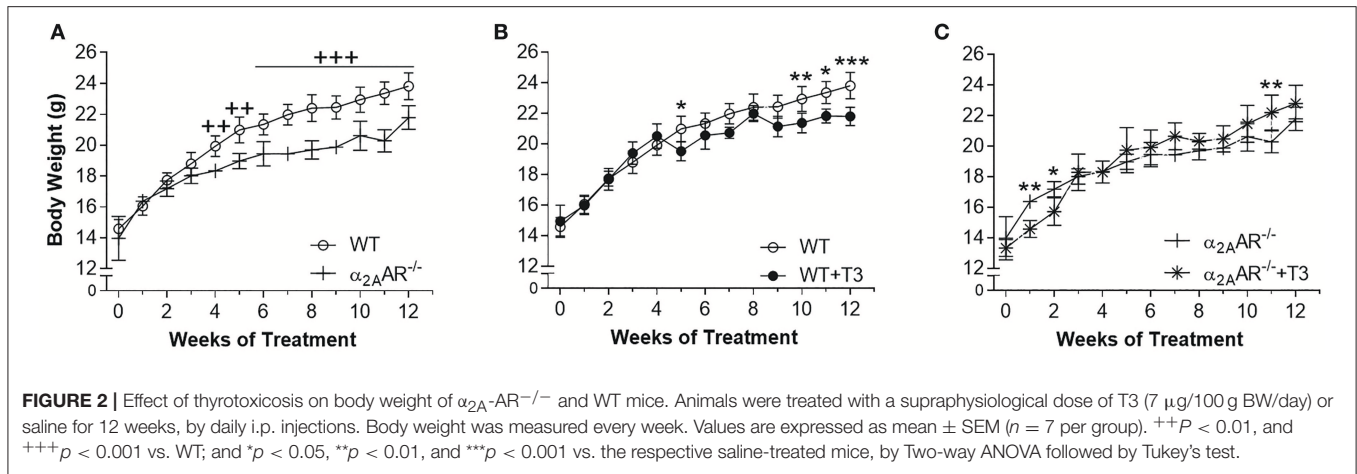 A
Body Weight (g)
26
24
22
20
18
16
14
12
0
++
++
+++
WT
α2AAR-/-
0 2 4 6 8 10 12
Weeks of Treatment
B
26
24
22
20
18
16
14
12
0
*
** * ***
WT
WT+T3
0 2 4 6 8 10 12
Weeks of Treatment
C
26
24
22
20
18
16
14
12
0
**
*
**
α2AAR-/-
α2AAR-/-+T3
0 2 4 6 8 10 12
Weeks of Treatment
FIGURE 2 | Effect of thyrotoxicosis on body weight of α2A-AR−/− and WT mice. Animals were treated with a supraphysiological dose of T3 (7 μg/100 g BW/day) or
saline for 12 weeks, by daily i.p. injections. Body weight was measured every week. Values are expressed as mean ± SEM (n = 7 per group). ++P < 0.01, and
+++p < 0.001 vs. WT; and *p < 0.05, **p < 0.01, and ***p < 0.001 vs. the respective saline-treated mice, by Two-way ANOVA followed by Tukey's test.